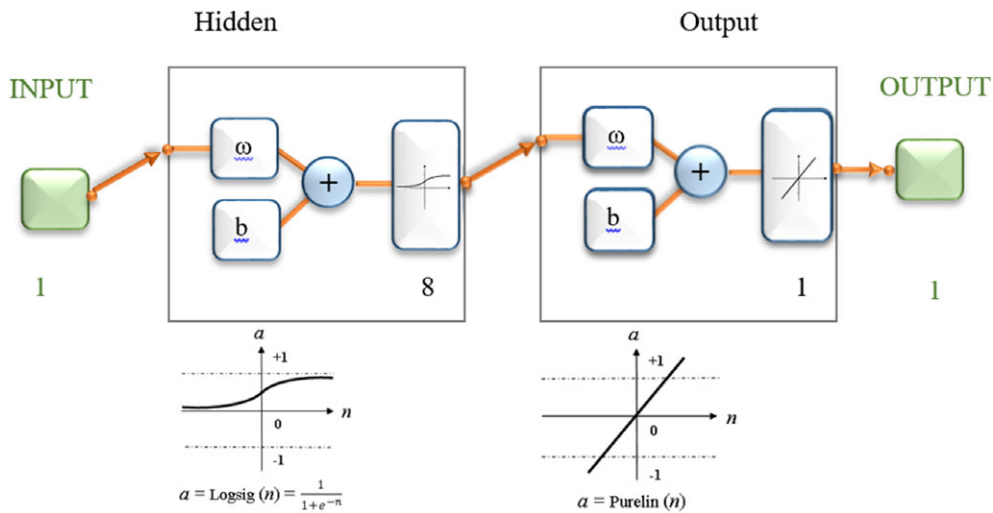 Hidden
Output
INPUT
OUTPUT
ω
b
+
ω
b
+
1
8
1
1
a
+1
n
0
-1
a = Logsig (n) = 1/(1+e^{-n})
a
+1
n
0
-1
a = Purelin (n)